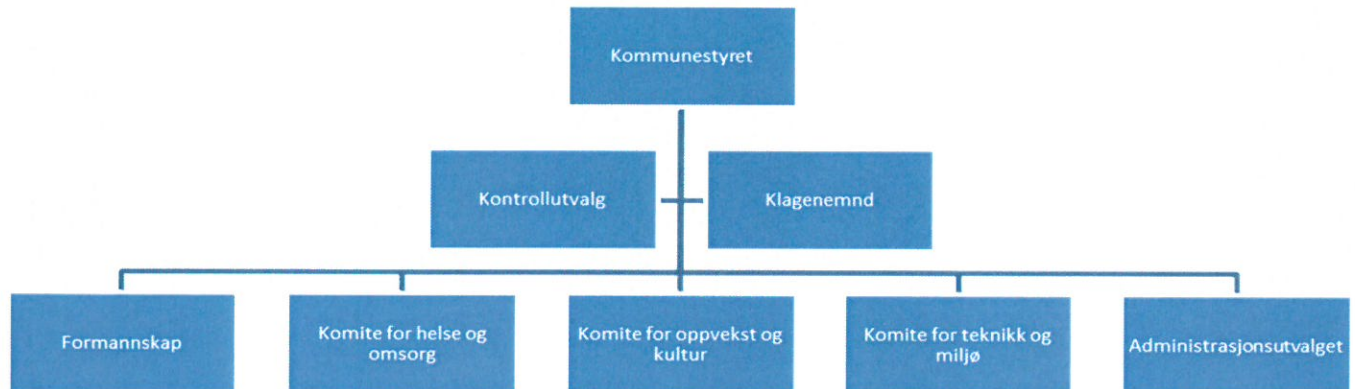 Kommunestyret
Kontrollutvalg
Klagenemnd
Formannskap
Komite for helse og
omsorg
Komite for oppvekst og
kultur
Komite for teknikk og
miljø
Administrasjonsutvalget